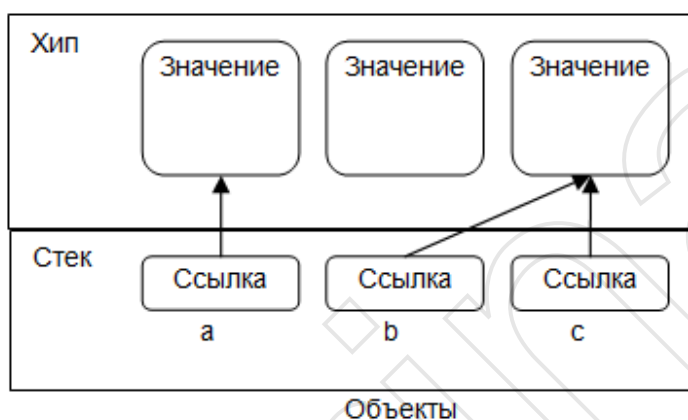 Хип
Значение Значение Значение
Стек
Ссылка Ссылка Ссылка
a b c
Объекты